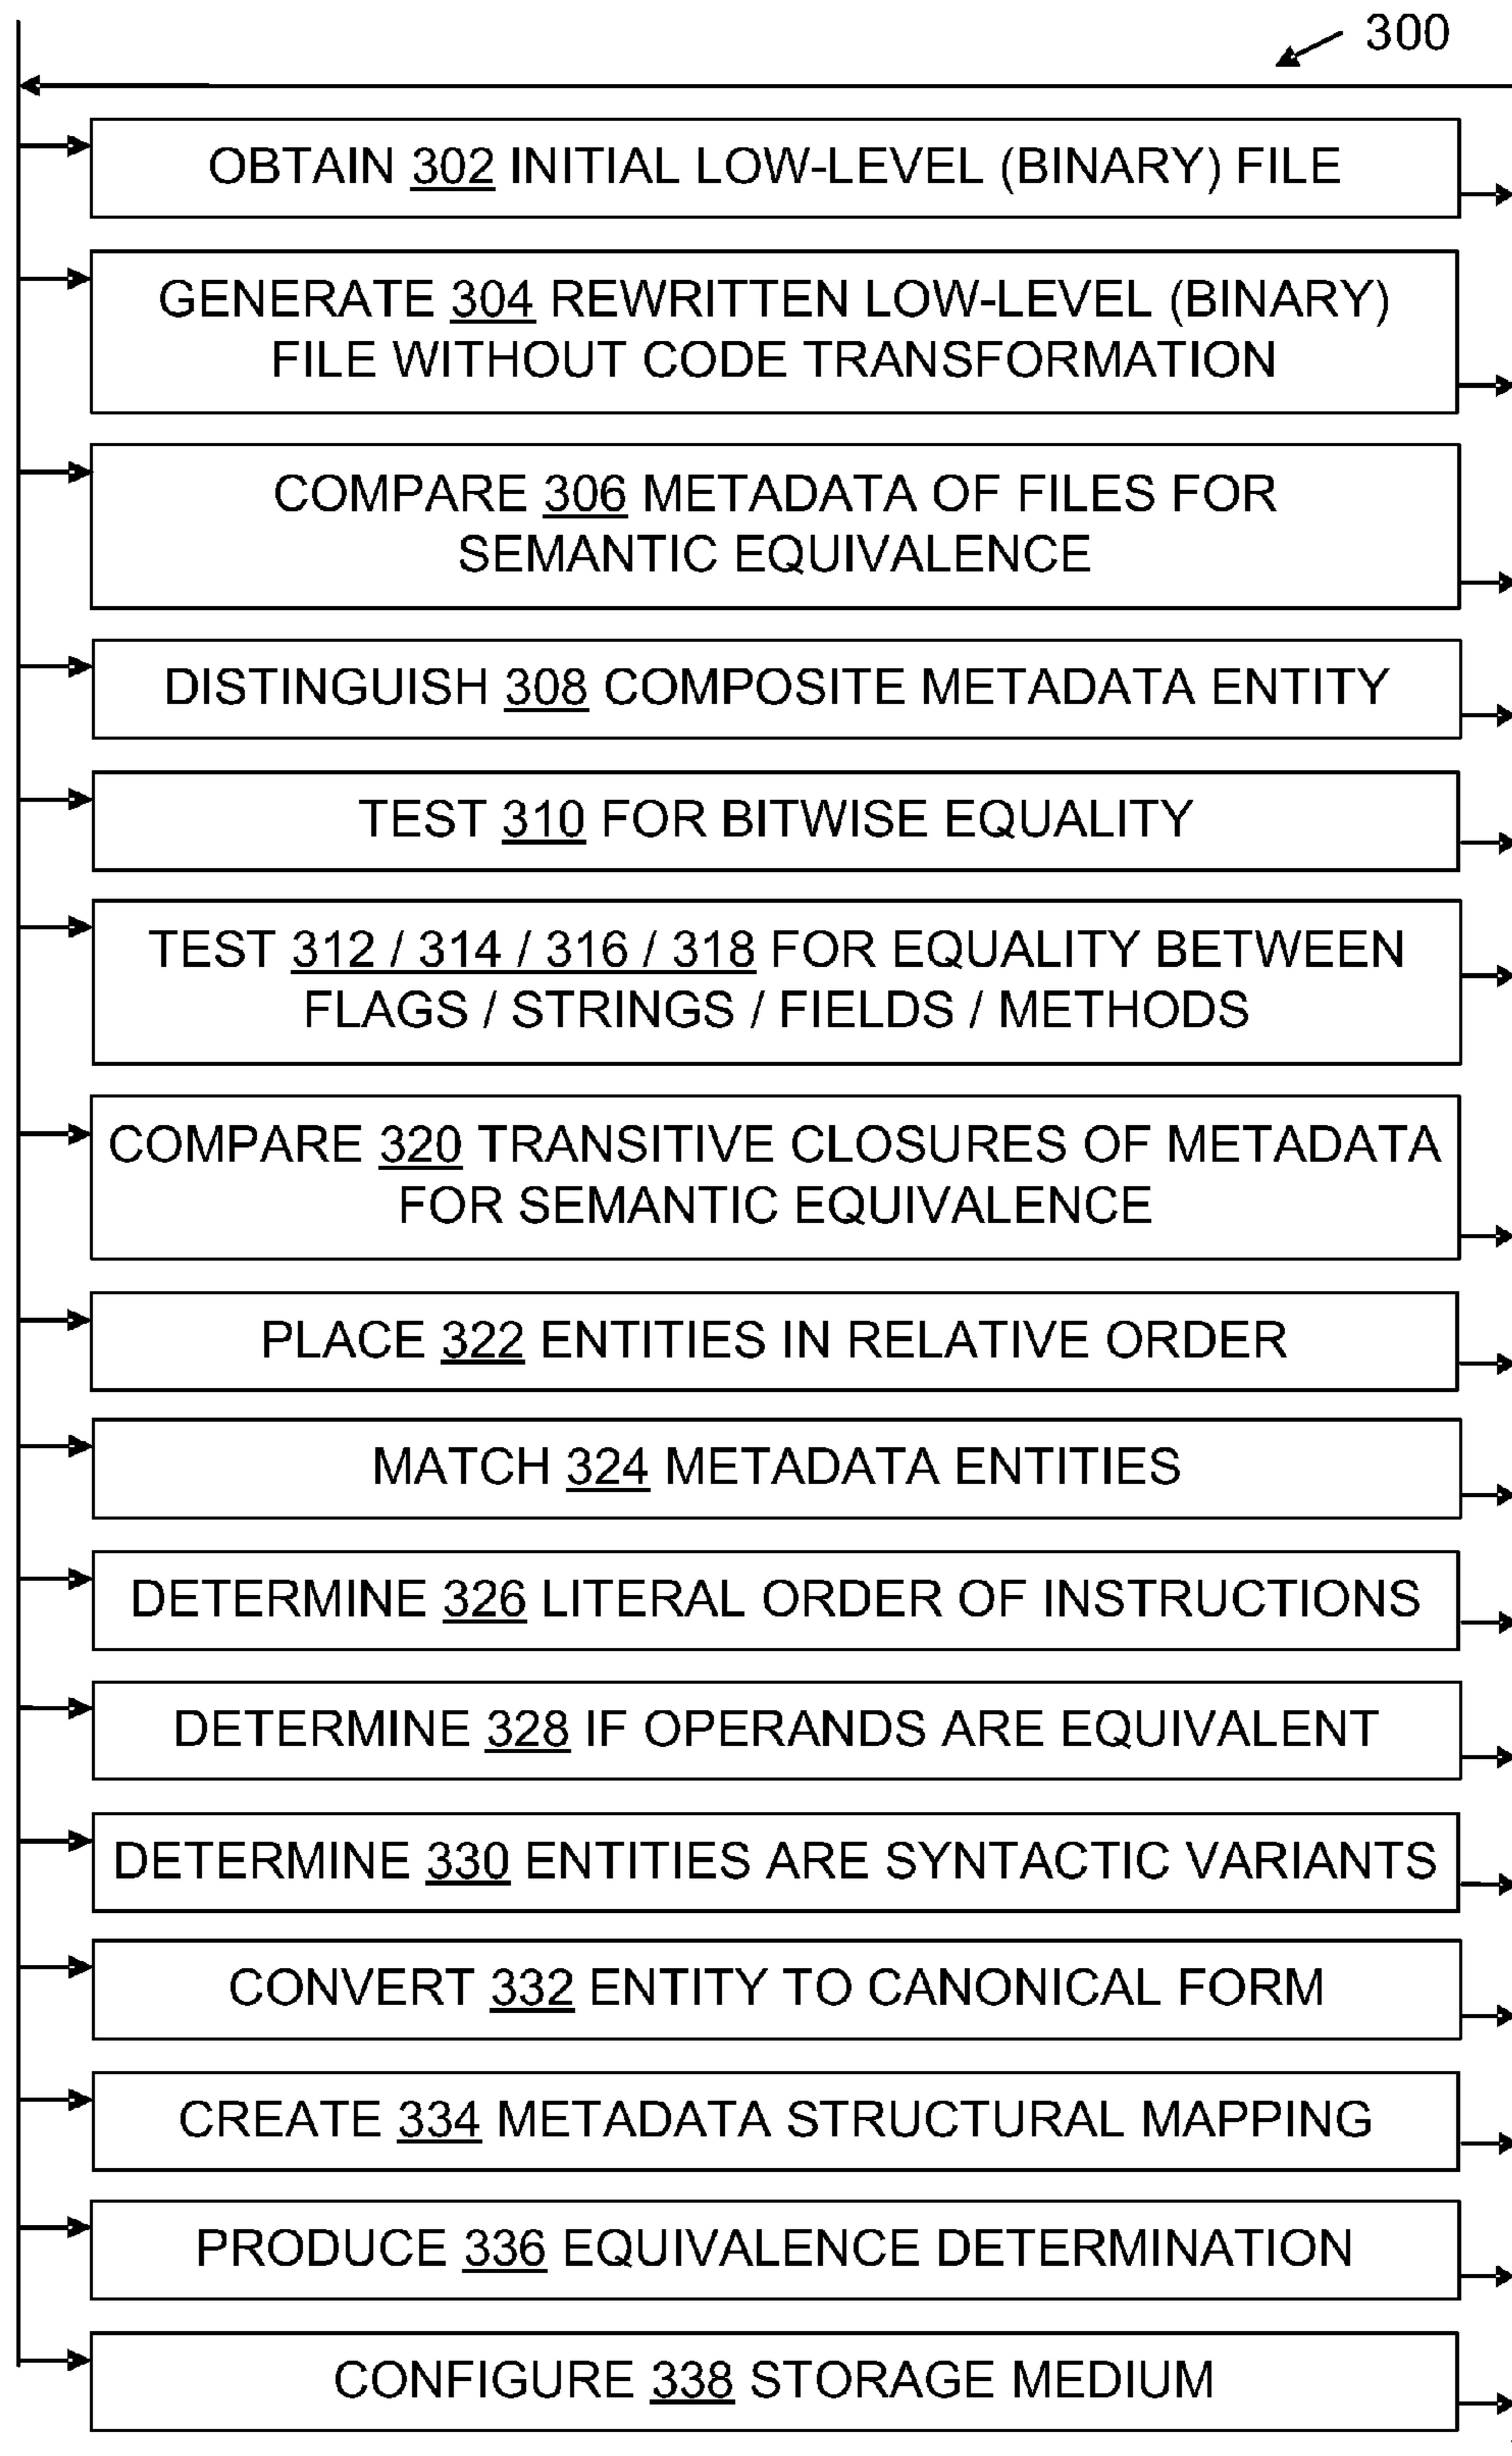 300
OBTAIN 302 INITIAL LOW-LEVEL (BINARY) FILE
GENERATE 304 REWRITTEN LOW-LEVEL (BINARY)
FILE WITHOUT CODE TRANSFORMATION
COMPARE 306 METADATA OF FILES FOR
SEMANTIC EQUIVALENCE
DISTINGUISH 308 COMPOSITE METADATA ENTITY
TEST 310 FOR BITWISE EQUALITY
TEST 312 / 314 / 316 / 318 FOR EQUALITY BETWEEN
FLAGS / STRINGS / FIELDS / METHODS
COMPARE 320 TRANSITIVE CLOSURES OF METADATA
FOR SEMANTIC EQUIVALENCE
PLACE 322 ENTITIES IN RELATIVE ORDER
MATCH 324 METADATA ENTITIES
DETERMINE 326 LITERAL ORDER OF INSTRUCTIONS
DETERMINE 328 IF OPERANDS ARE EQUIVALENT
DETERMINE 330 ENTITIES ARE SYNTACTIC VARIANTS
CONVERT 332 ENTITY TO CANONICAL FORM
CREATE 334 METADATA STRUCTURAL MAPPING
PRODUCE 336 EQUIVALENCE DETERMINATION
CONFIGURE 338 STORAGE MEDIUM